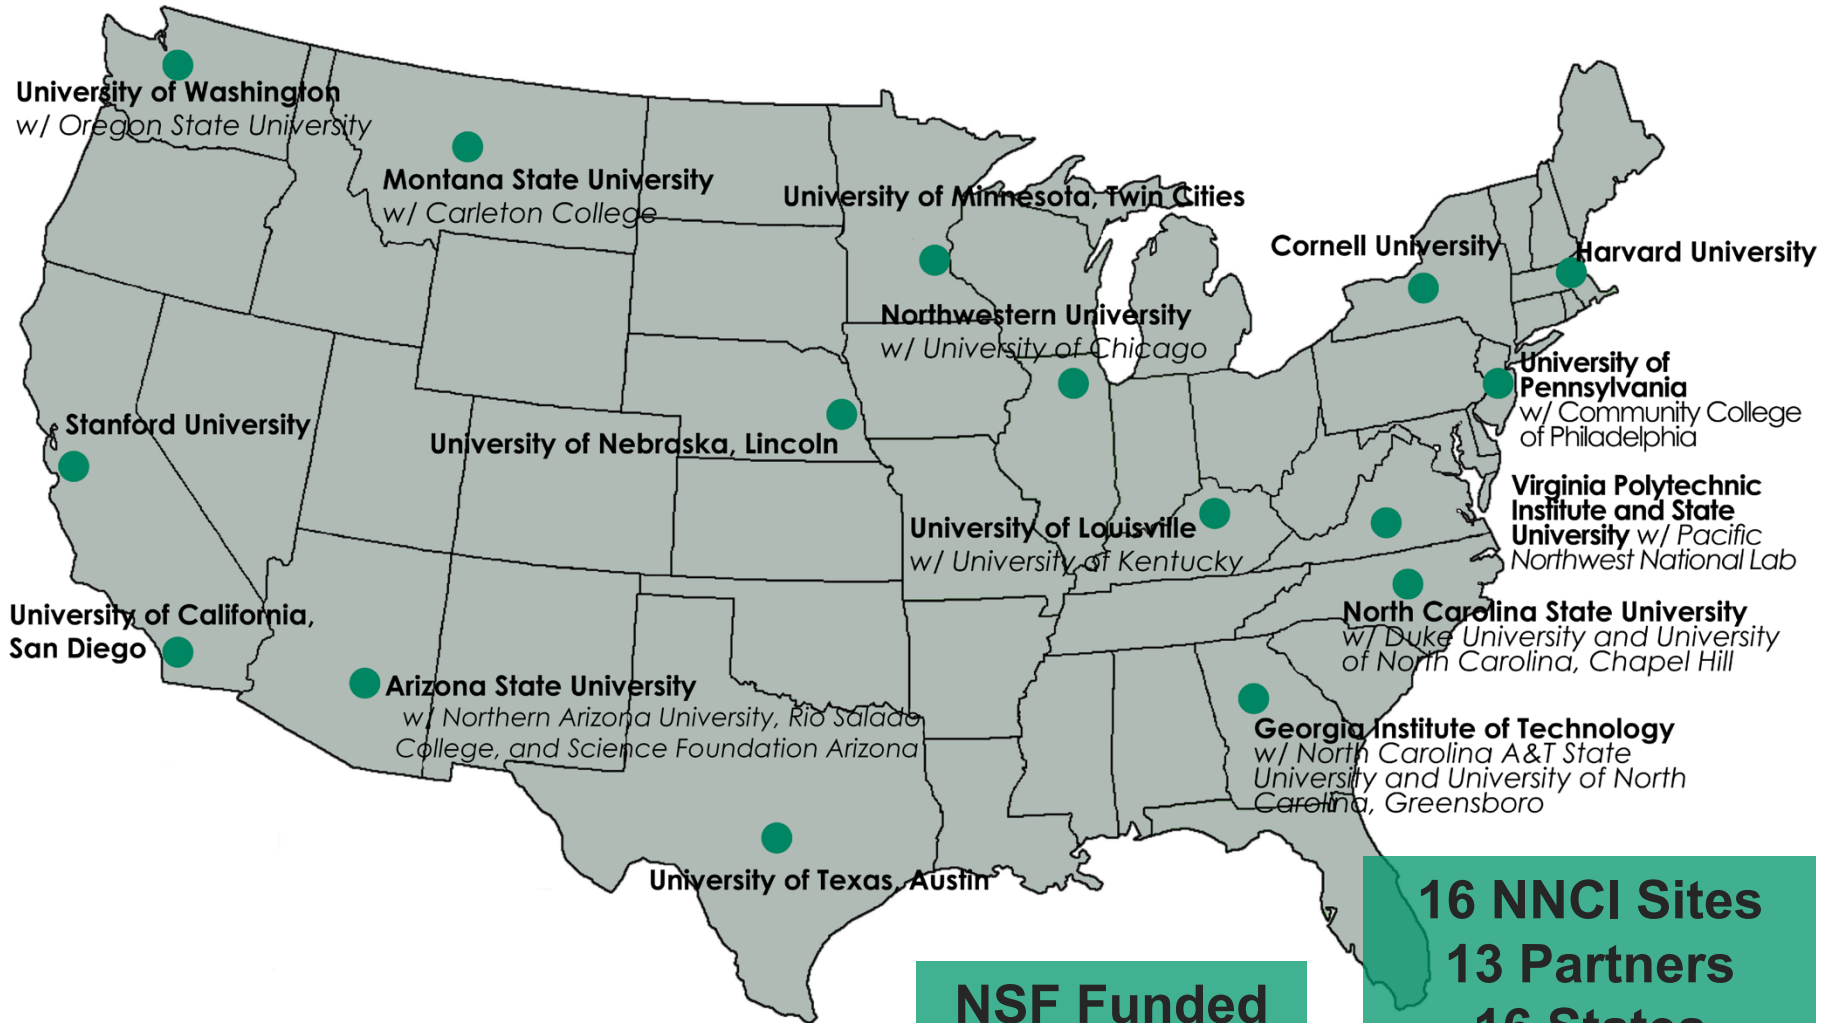 University of Washington
w/ Oregon State University
Montana State University
w/ Carleton College
University of Minnesota, Twin Cities
Cornell University
Harvard University
Northwestern University
w/ University of Chicago
University of
Pennsylvania
w/ Community College
of Philadelphia
Stanford University
University of Nebraska, Lincoln
Virginia Polytechnic
Institute and State
University w/ Pacific
Northwest National Lab
University of Louisville
w/ University of Kentucky
University of California,
San Diego
North Carolina State University
w/ Duke University and University
of North Carolina, Chapel Hill
Arizona State University
w/ Northern Arizona University, Rio Salado
College, and Science Foundation Arizona
Georgia Institute of Technology
w/ North Carolina A&T State
University and University of North
Carolina, Greensboro
University of Texas, Austin
16 NNCI Sites
13 Partners
16 States
NSF Funded